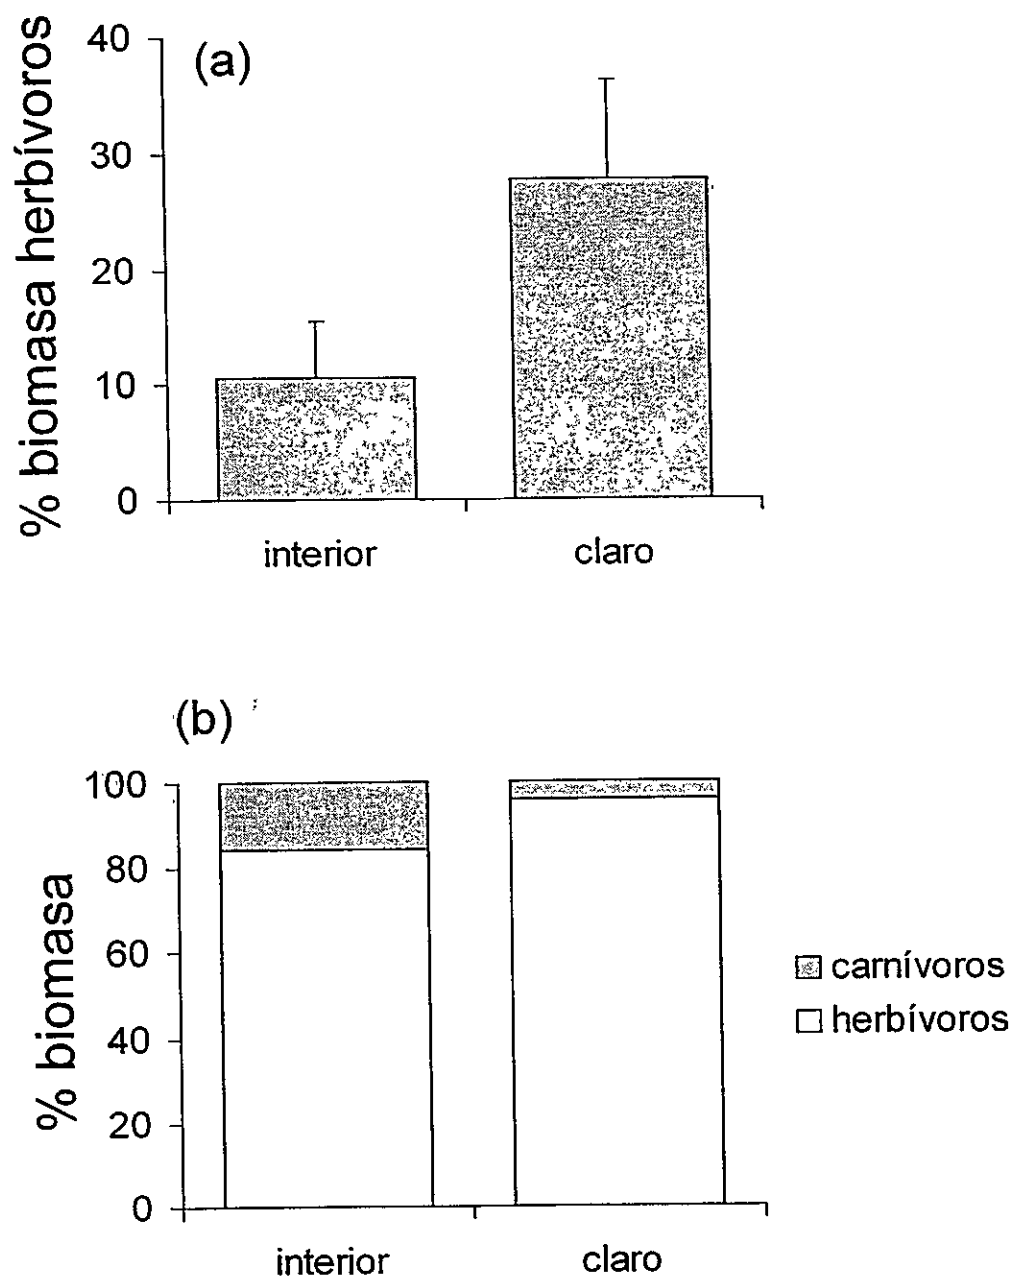 (a)
% biomasa herbívoros
40
30
20
10
0
interior claro
(b)
% biomasa
100
80
60
40
20
0
interior claro
carnívoros
herbívoros